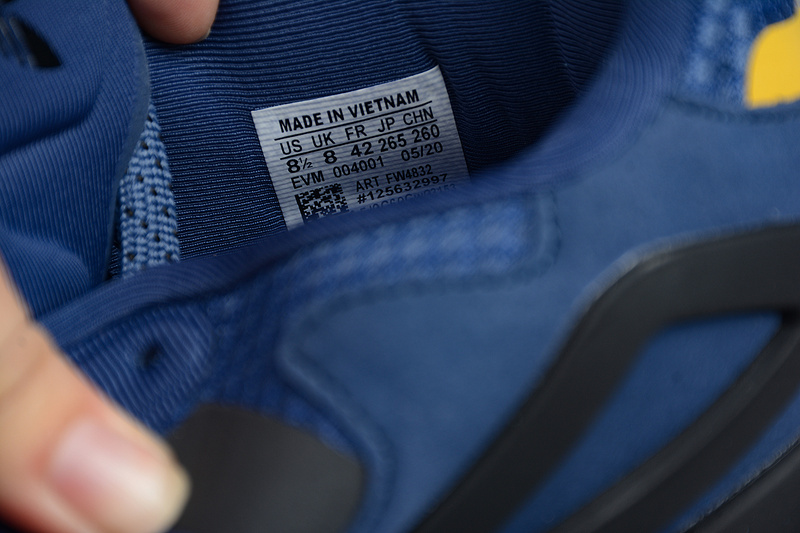 MADE IN VIETNAM
US UK FR JP CHN
8½ 8 42 265 260
EVM 004001 05/20
ART FW4832
#125632997